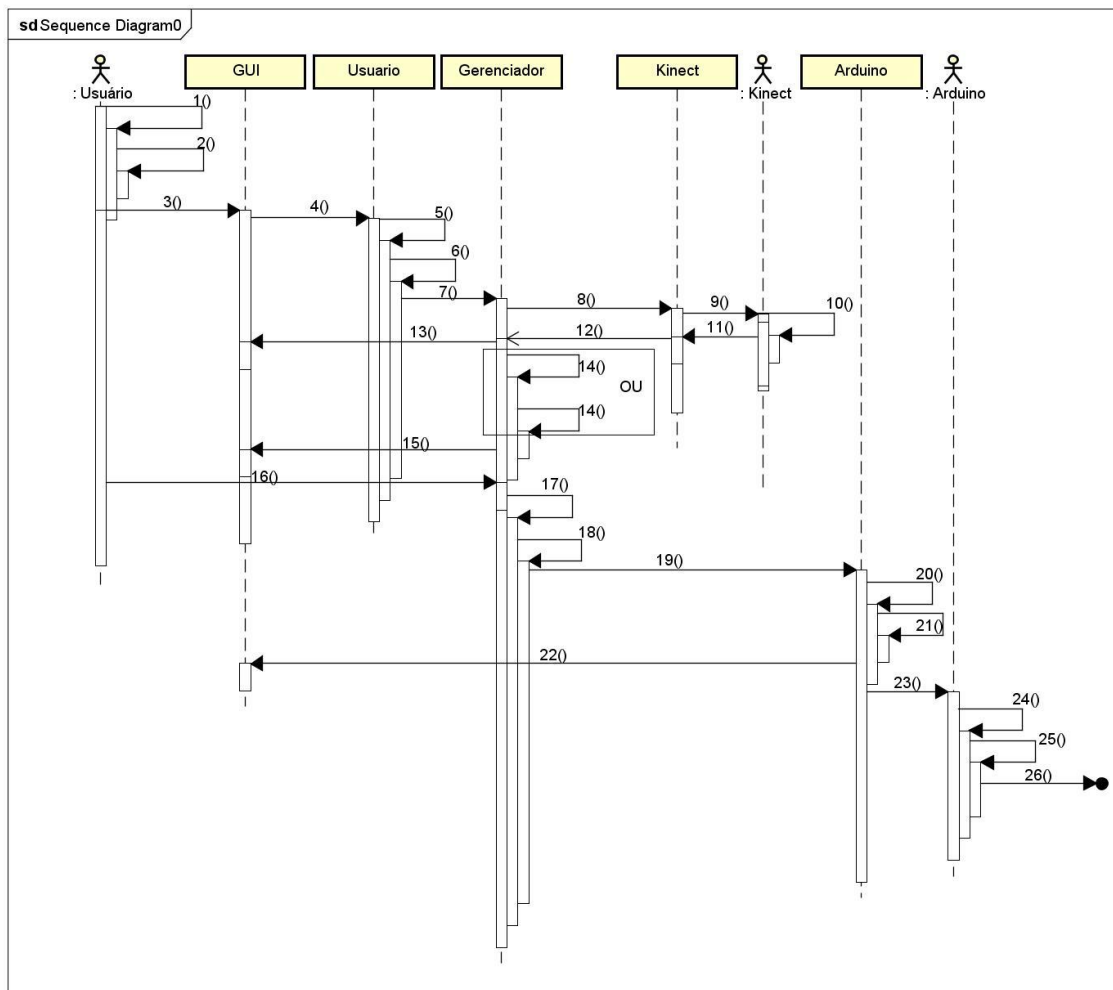 sd Sequence Diagram0
GUI
Usuario
Gerenciador
Kinect
Arduino
: Usuário
: Kinect
: Arduino
1()
2()
3()
4()
5()
6()
7()
8()
9()
10()
11()
12()
13()
14()
OU
14()
15()
16()
17()
18()
19()
20()
21()
22()
23()
24()
25()
26()